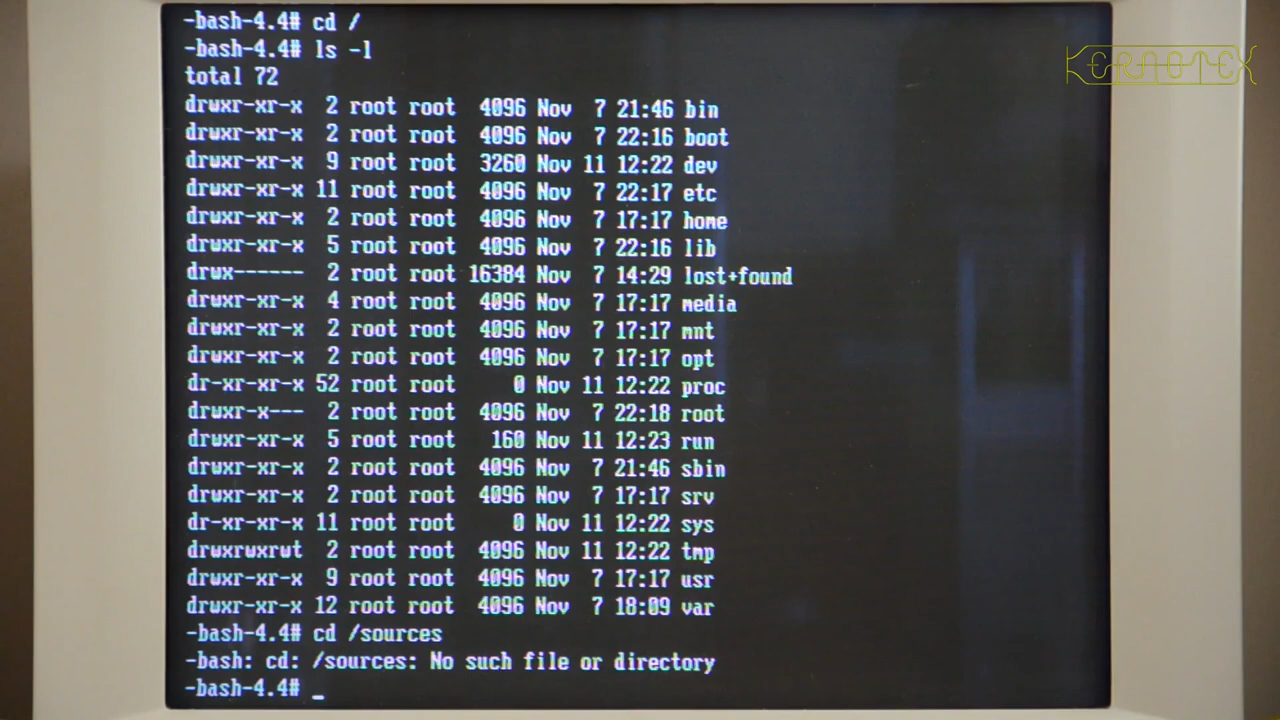 -bash-4.4# cd /
-bash-4.4# ls -l
total 72
drwxr-xr-x  2 root root  4096 Nov  7 21:46 bin
drwxr-xr-x  2 root root  4096 Nov  7 22:16 boot
drwxr-xr-x  9 root root  3260 Nov 11 12:22 dev
drwxr-xr-x 11 root root  4096 Nov  7 22:17 etc
drwxr-xr-x  2 root root  4096 Nov  7 17:17 home
drwxr-xr-x  5 root root  4096 Nov  7 22:16 lib
drwx------  2 root root 16384 Nov  7 14:29 lost+found
drwxr-xr-x  4 root root  4096 Nov  7 17:17 media
drwxr-xr-x  2 root root  4096 Nov  7 17:17 mnt
drwxr-xr-x  2 root root  4096 Nov  7 17:17 opt
dr-xr-xr-x 52 root root     0 Nov 11 12:22 proc
drwxr-x---  2 root root  4096 Nov  7 22:18 root
drwxr-xr-x  5 root root   160 Nov 11 12:23 run
drwxr-xr-x  2 root root  4096 Nov  7 21:46 sbin
drwxr-xr-x  2 root root  4096 Nov  7 17:17 srv
dr-xr-xr-x 11 root root     0 Nov 11 12:22 sys
drwxrwxrwt  2 root root  4096 Nov 11 12:22 tmp
drwxr-xr-x  9 root root  4096 Nov  7 17:17 usr
drwxr-xr-x 12 root root  4096 Nov  7 18:09 var
-bash-4.4# cd /sources
-bash: cd: /sources: No such file or directory
-bash-4.4# _
KERNOTEX